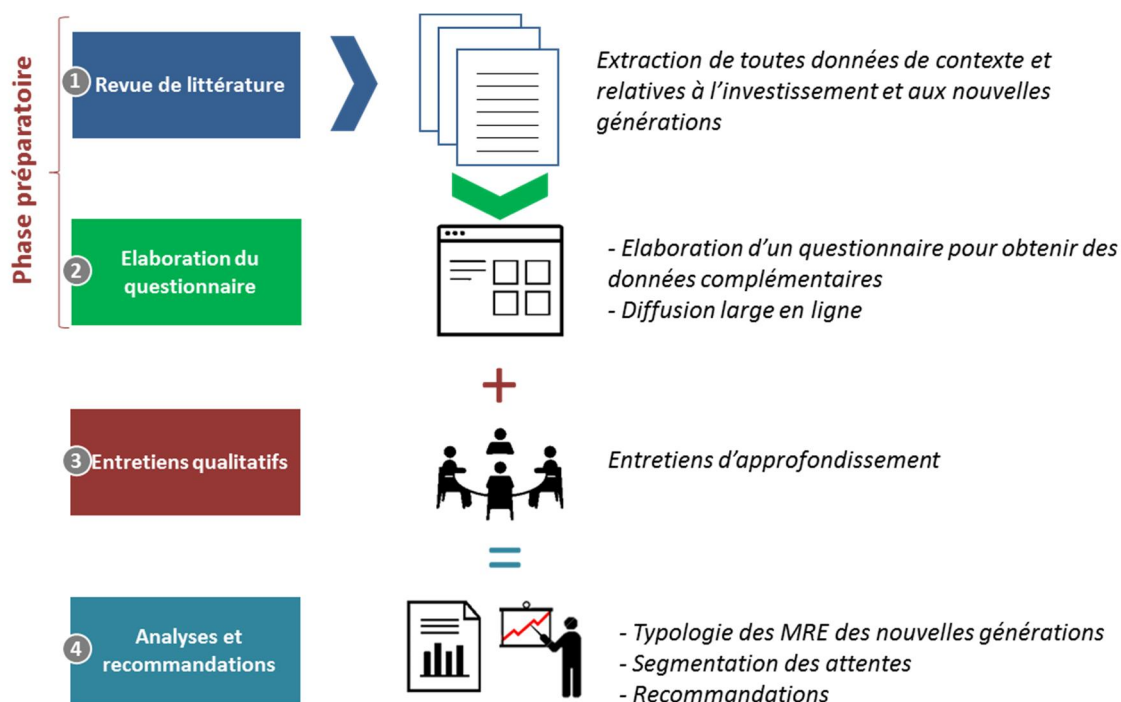 Phase préparatoire
1
Revue de littérature
Extraction de toutes données de contexte et
relatives à l'investissement et aux nouvelles
générations
2
Elaboration du
questionnaire
- Elaboration d'un questionnaire pour obtenir des
données complémentaires
- Diffusion large en ligne
+
3
Entretiens qualitatifs
Entretiens d'approfondissement
=
4
Analyses et
recommandations
- Typologie des MRE des nouvelles générations
- Segmentation des attentes
- Recommandations